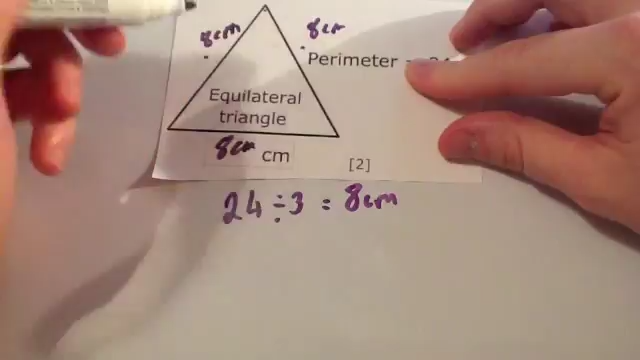 8cm 8cm
Perimeter =
Equilateral
triangle
8cm cm
[2]
24 ÷ 3 = 8cm